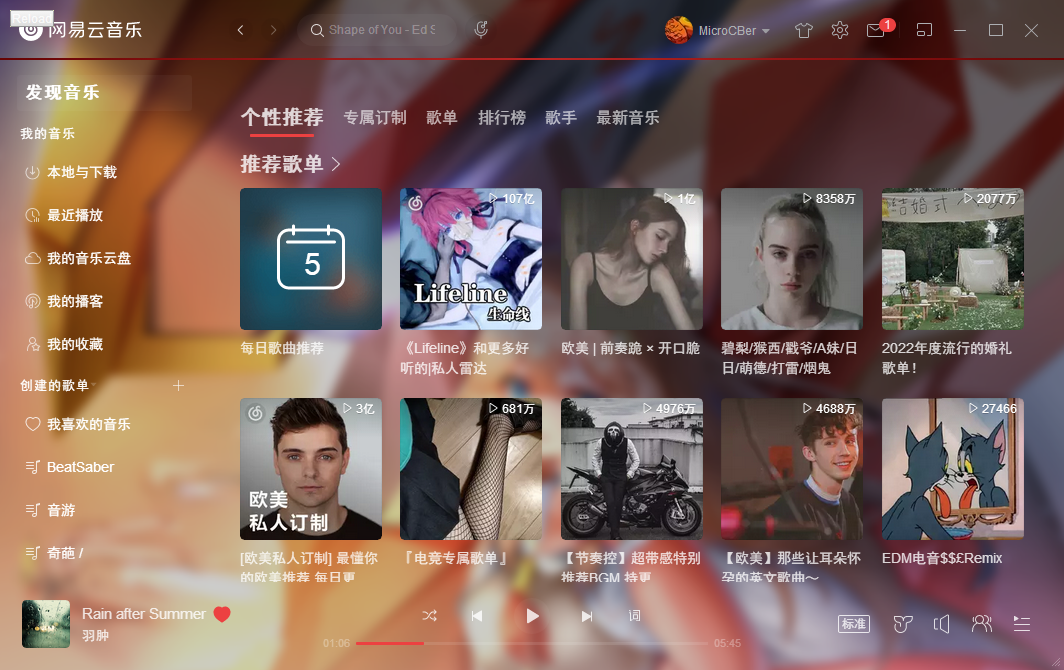 Reload
网易云音乐
Shape of You - Ed S
MicroCBer
1
发现音乐
我的音乐
本地与下载
最近播放
我的音乐云盘
我的播客
我的收藏
创建的歌单
我喜欢的音乐
BeatSaber
音游
奇葩 /
个性推荐 专属订制 歌单 排行榜 歌手 最新音乐
推荐歌单
5
每日歌曲推荐
107亿
Lifeline
生命线
《Lifeline》和更多好
听的|私人雷达
1亿
欧美 | 前奏跪 × 开口脆
8358万
碧梨/猴西/戳爷/A妹/日
日/萌德/打雷/烟鬼
结婚式
2077万
2022年度流行的婚礼
歌单！
3亿
欧美
私人订制
[欧美私人订制] 最懂你
的欧美推荐 每日更
681万
『电竞专属歌单』
4976万
【节奏控】超带感特别
推荐BGM 持更
4688万
【欧美】那些让耳朵怀
孕的英文歌曲～
27466
EDM电音$$£Remix
Rain after Summer
羽肿
词
01:06
05:45
标准